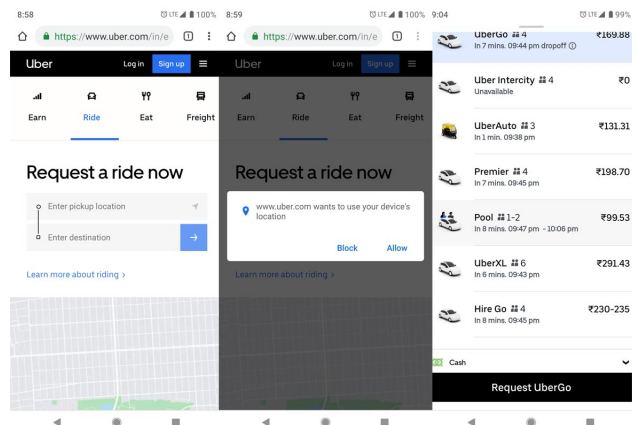 8:58
LTE 100%
https://www.uber.com/in/e
1
Uber
Log in
Sign up
Earn
Ride
Eat
Freight
Request a ride now
Enter pickup location
Enter destination
Learn more about riding >
8:59
LTE 100%
https://www.uber.com/in/e
1
Uber
Log in
Sign up
Earn
Ride
Eat
Freight
Request a ride now
www.uber.com wants to use your device's
location
Block
Allow
Learn more about riding >
9:04
LTE 99%
UberGo 4
₹169.88
In 7 mins. 09:44 pm dropoff
Uber Intercity 4
₹0
Unavailable
UberAuto 3
₹131.31
In 1 min. 09:38 pm
Premier 4
₹198.70
In 7 mins. 09:45 pm
Pool 1-2
₹99.53
In 8 mins. 09:47 pm - 10:06 pm
UberXL 6
₹291.43
In 6 mins. 09:43 pm
Hire Go 4
₹230-235
In 8 mins. 09:45 pm
Cash
Request UberGo